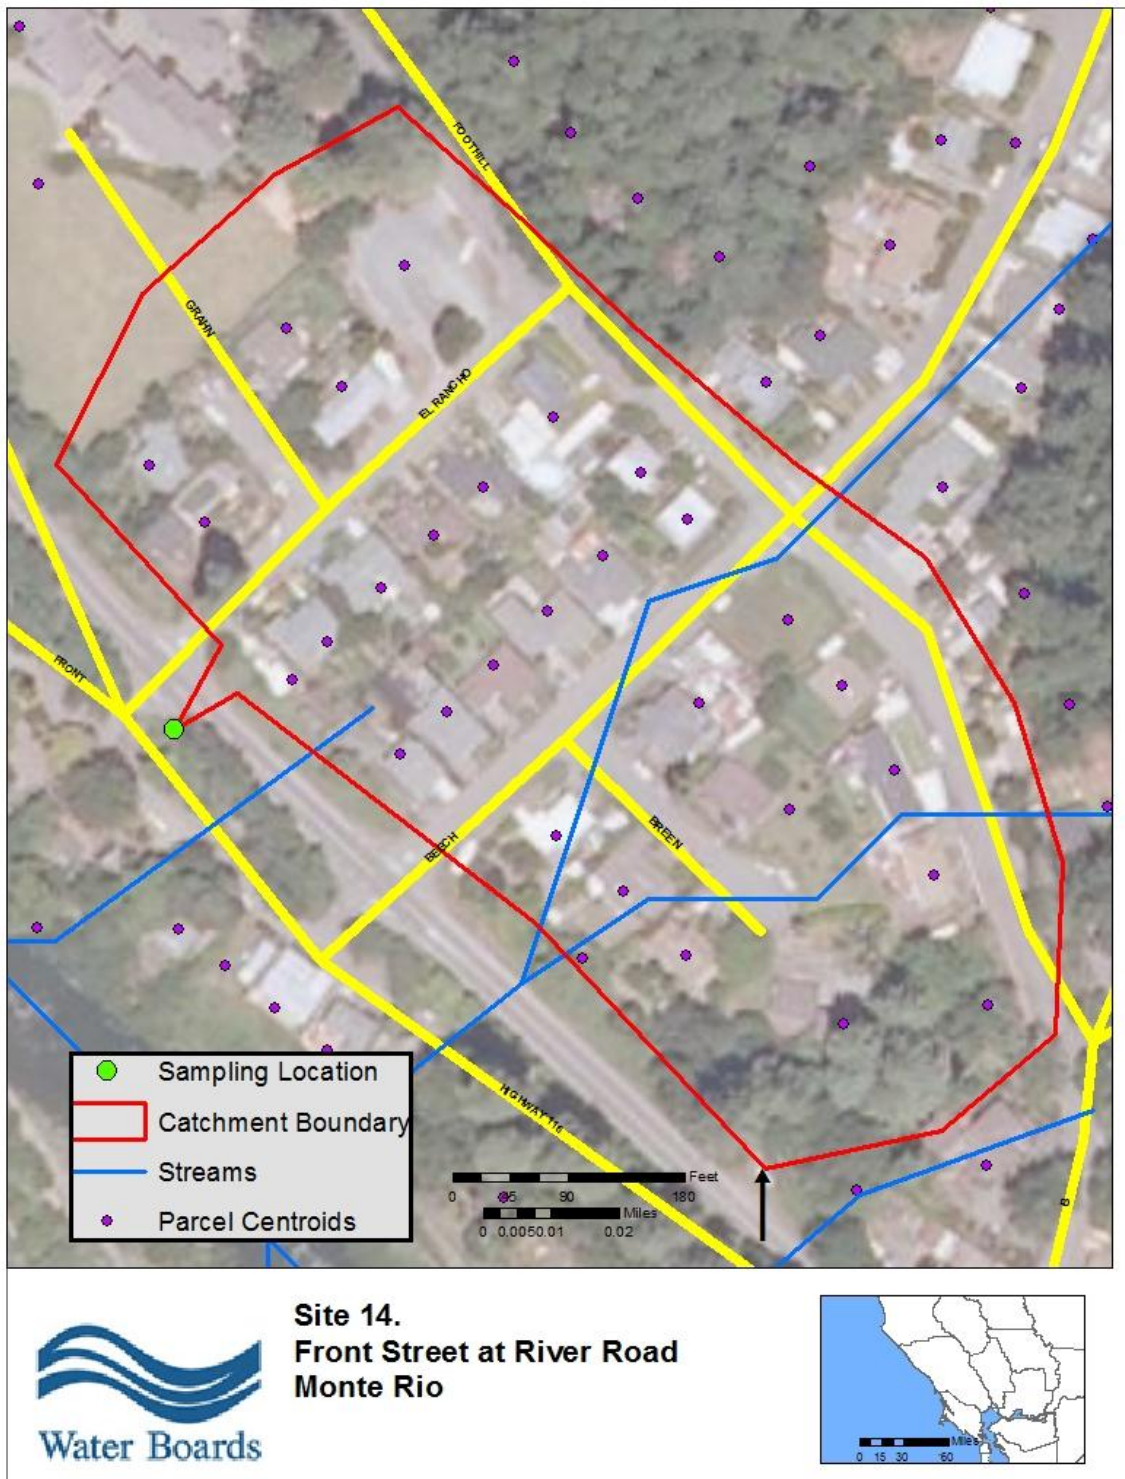 FOOTHILL
GRAHN
EL RANCHO
FRONT
BEECH
BREEN
HIGHWAY 116
B
Sampling Location
Catchment Boundary
Streams
Parcel Centroids
Feet
0 45 90 180
Miles
0 0.0050.01 0.02
Site 14.
Front Street at River Road
Monte Rio
Water Boards
Miles
0 15 30 60